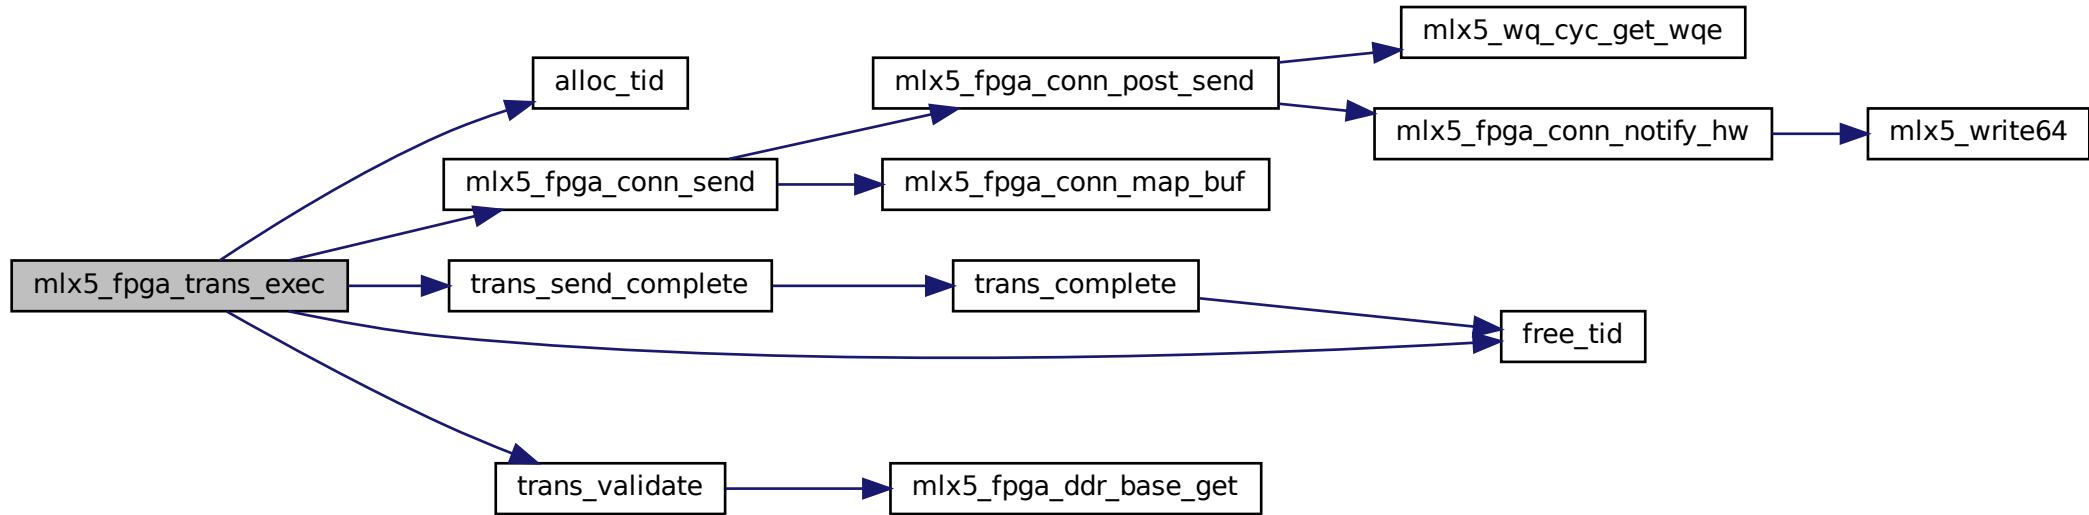 mlx5_wq_cyc_get_wqe
alloc_tid
mlx5_fpga_conn_post_send
mlx5_fpga_conn_notify_hw
mlx5_write64
mlx5_fpga_conn_send
mlx5_fpga_conn_map_buf
mlx5_fpga_trans_exec
trans_send_complete
trans_complete
free_tid
trans_validate
mlx5_fpga_ddr_base_get